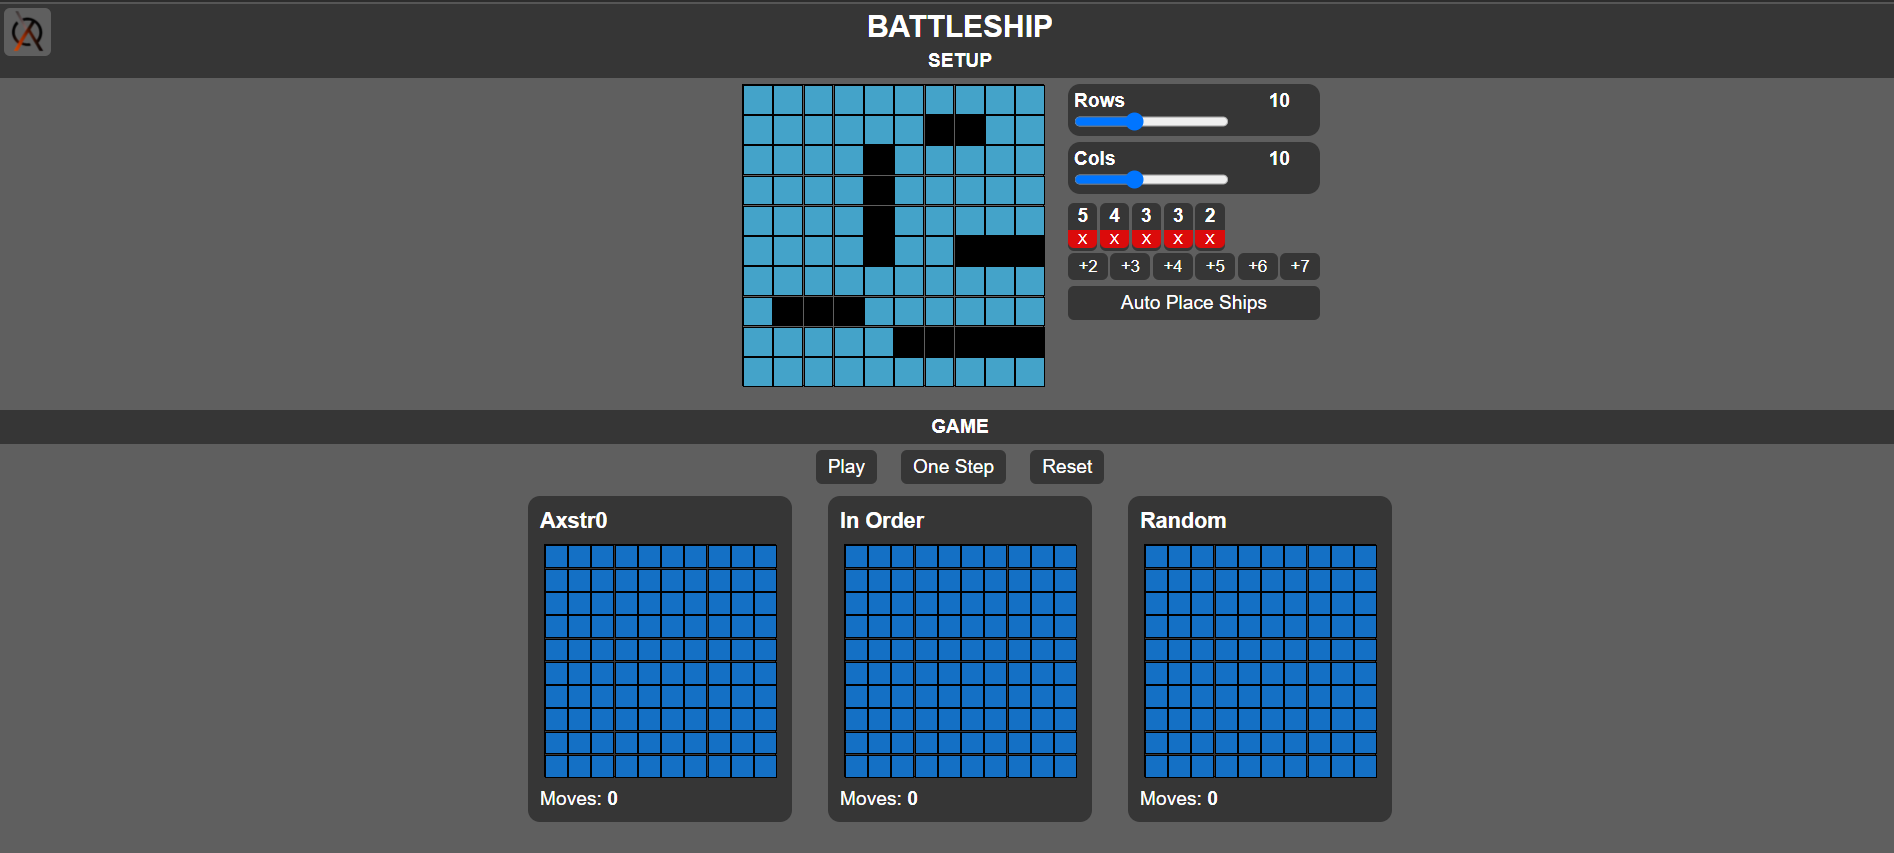 BATTLESHIP
SETUP
Rows 10
Cols 10
5 4 3 3 2
X X X X X
+2 +3 +4 +5 +6 +7
Auto Place Ships
GAME
Play One Step Reset
Axstr0 In Order Random
Moves: 0 Moves: 0 Moves: 0